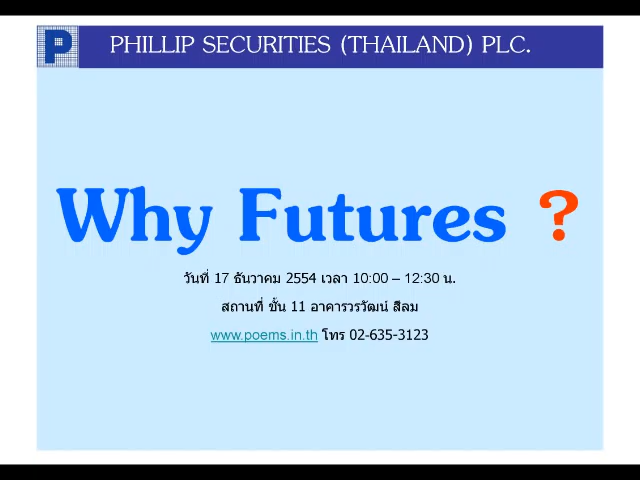 P
PHILLIP SECURITIES (THAILAND) PLC.
Why Futures ?
วันที่ 17 ธันวาคม 2554 เวลา 10:00 – 12:30 น.
สถานที่ ชั้น 11 อาคารวรวัฒน์ สีลม
www.poems.in.th โทร 02-635-3123